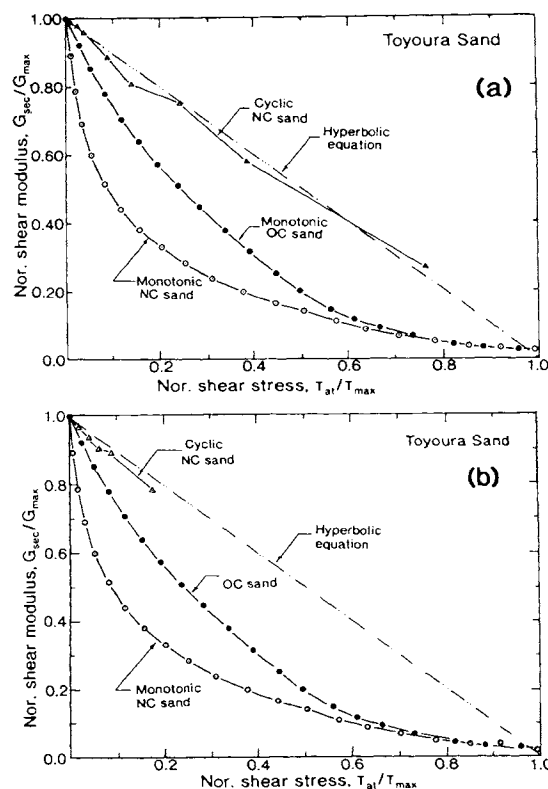 1.00
Toyoura Sand
(a)
0.80
Cyclic
NC sand
Hyperbolic
equation
0.60
Monotonic
OC sand
0.40
Monotonic
NC sand
0.20
0.0
Nor. shear modulus, Gsec/Gmax
0.0 0.2 0.4 0.6 0.8 1.0
Nor. shear stress, τat/τmax
1.0
Toyoura Sand
(b)
Cyclic
NC sand
0.8
Hyperbolic
equation
0.6
OC sand
0.4
Monotonic
NC sand
0.2
0.0
Nor. shear modulus, Gsec/Gmax
0.2 0.4 0.6 0.8 1.0
Nor. shear stress, τat/τmax